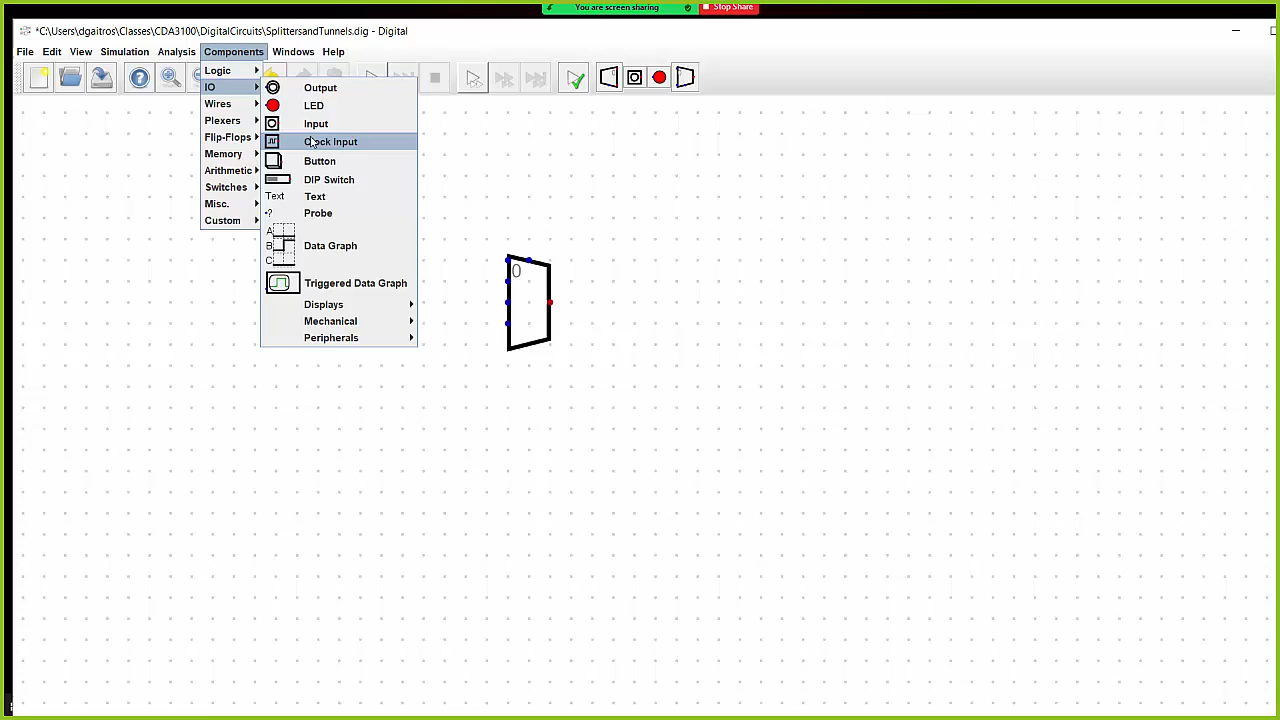 You are screen sharing
Stop Share
*C:\Users\dgaitros\Classes\CDA3100\DigitalCircuits\SplittersandTunnels.dig - Digital
File Edit View Simulation Analysis Components Windows Help
Logic
IO
Wires
Plexers
Flip-Flops
Memory
Arithmetic
Switches
Misc.
Custom
Output
LED
Input
Clock Input
Button
DIP Switch
Text Text
? Probe
A
B Data Graph
C
Triggered Data Graph
Displays
Mechanical
Peripherals
0